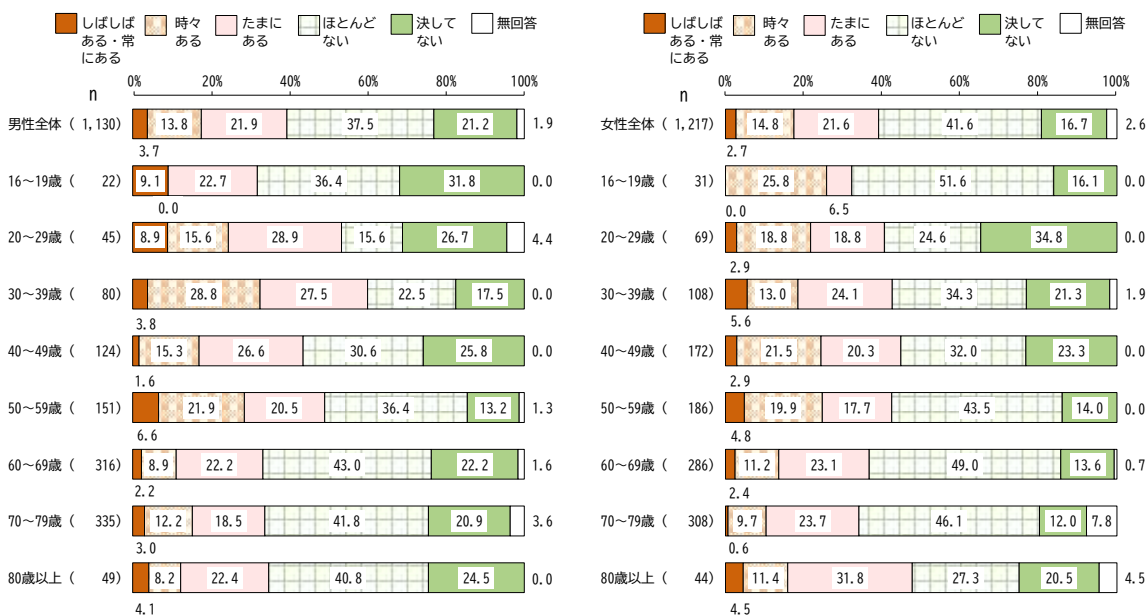 しばしば
ある・常
にある
時々
ある
たまに
ある
ほとんど
ない
決して
ない
無回答
0% 20% 40% 60% 80% 100%
n
男性全体 ( 1,130) 13.8 21.9 37.5 21.2 1.9
3.7
16～19歳 ( 22) 9.1 22.7 36.4 31.8 0.0
0.0
20～29歳 ( 45) 8.9 15.6 28.9 15.6 26.7 4.4
30～39歳 ( 80) 28.8 27.5 22.5 17.5 0.0
3.8
40～49歳 ( 124) 15.3 26.6 30.6 25.8 0.0
1.6
50～59歳 ( 151) 21.9 20.5 36.4 13.2 1.3
6.6
60～69歳 ( 316) 8.9 22.2 43.0 22.2 1.6
2.2
70～79歳 ( 335) 12.2 18.5 41.8 20.9 3.6
3.0
80歳以上 ( 49) 8.2 22.4 40.8 24.5 0.0
4.1
しばしば
ある・常
にある
時々
ある
たまに
ある
ほとんど
ない
決して
ない
無回答
0% 20% 40% 60% 80% 100%
n
女性全体 ( 1,217) 14.8 21.6 41.6 16.7 2.6
2.7
16～19歳 ( 31) 25.8 51.6 16.1 0.0
0.0 6.5
20～29歳 ( 69) 18.8 18.8 24.6 34.8 0.0
2.9
30～39歳 ( 108) 13.0 24.1 34.3 21.3 1.9
5.6
40～49歳 ( 172) 21.5 20.3 32.0 23.3 0.0
2.9
50～59歳 ( 186) 19.9 17.7 43.5 14.0 0.0
4.8
60～69歳 ( 286) 11.2 23.1 49.0 13.6 0.7
2.4
70～79歳 ( 308) 9.7 23.7 46.1 12.0 7.8
0.6
80歳以上 ( 44) 11.4 31.8 27.3 20.5 4.5
4.5